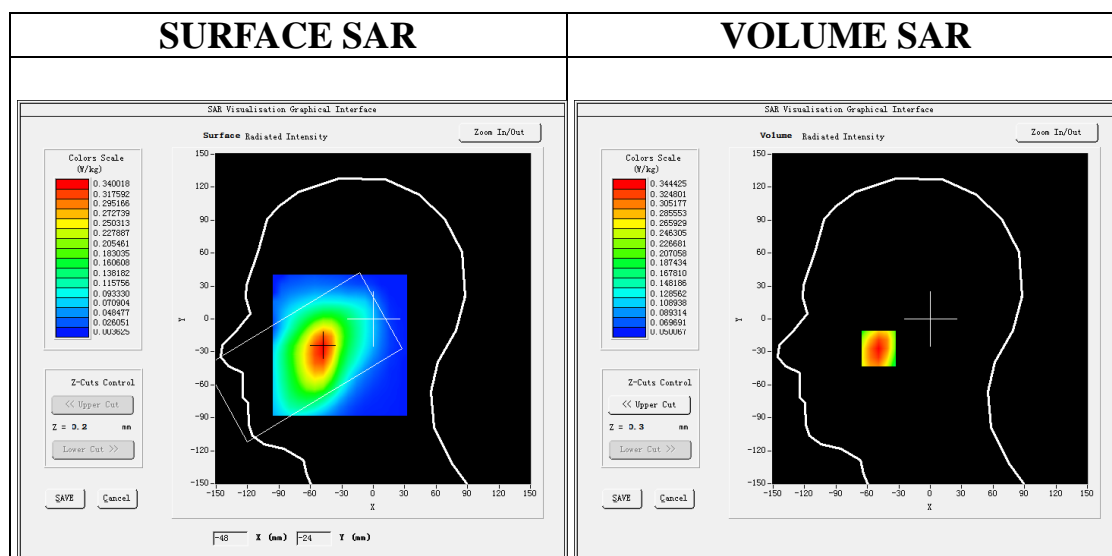 SURFACE SAR
VOLUME SAR
SAR Visualisation Graphical Interface
Surface Radiated Intensity
Zoom In/Out
Colors Scale
(W/kg)
0.340018
0.317592
0.295166
0.272739
0.250313
0.227887
0.205461
0.183035
0.160608
0.138182
0.115756
0.093330
0.070904
0.048477
0.026051
0.003625
150
120
90
60
30
0
-30
-60
-90
-120
-150
Y
-150 -120 -90 -60 -30 0 30 60 90 120 150
X
Z-Cuts Control
<< Upper Cut
Z = 0.2 mm
Lower Cut >>
SAVE Cancel
-48 X (mm) -24 Y (mm)
SAR Visualisation Graphical Interface
Volume Radiated Intensity
Zoom In/Out
Colors Scale
(W/kg)
0.344425
0.324801
0.305177
0.285553
0.265929
0.246305
0.226681
0.207058
0.187434
0.167810
0.148186
0.128562
0.108938
0.089314
0.069691
0.050067
150
120
90
60
30
0
-30
-60
-90
-120
-150
Y
-150 -120 -90 -60 -30 0 30 60 90 120 150
X
Z-Cuts Control
<< Upper Cut
Z = 0.3 mm
Lower Cut >>
SAVE Cancel